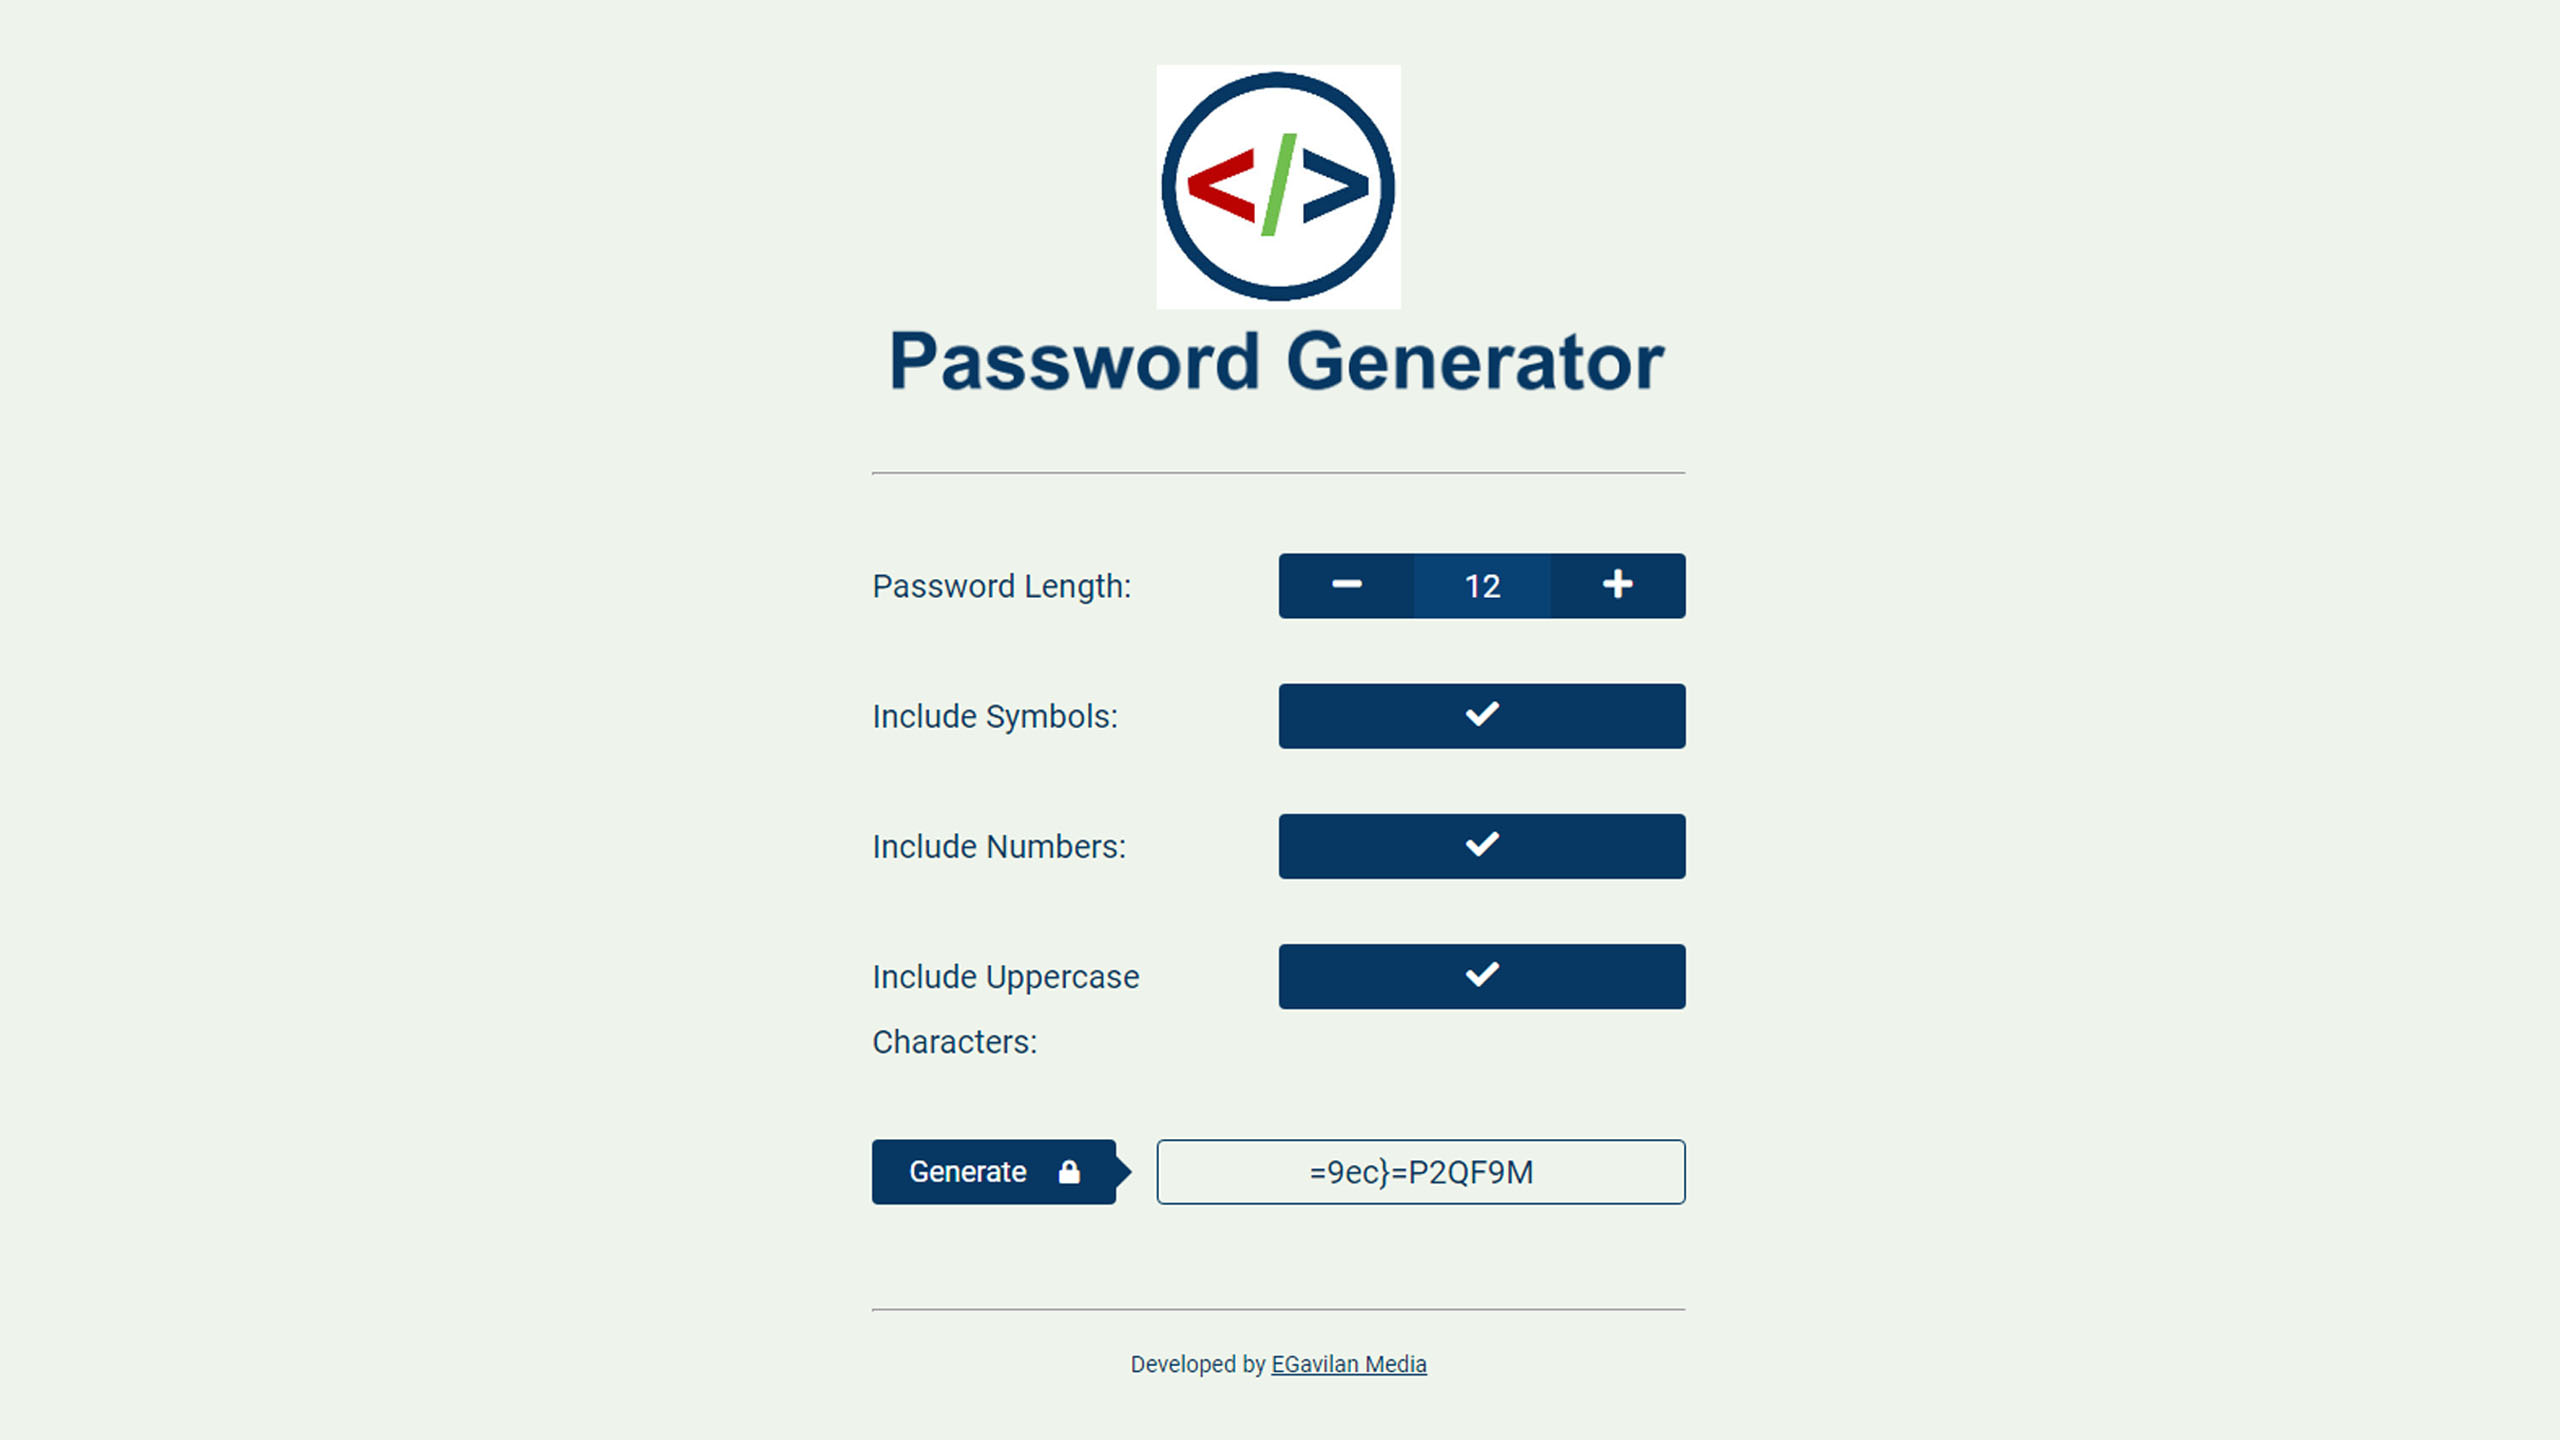 </>
Password Generator
Password Length:
12
Include Symbols:
Include Numbers:
Include Uppercase
Characters:
Generate
=9ec}=P2QF9M
Developed by EGavilan Media